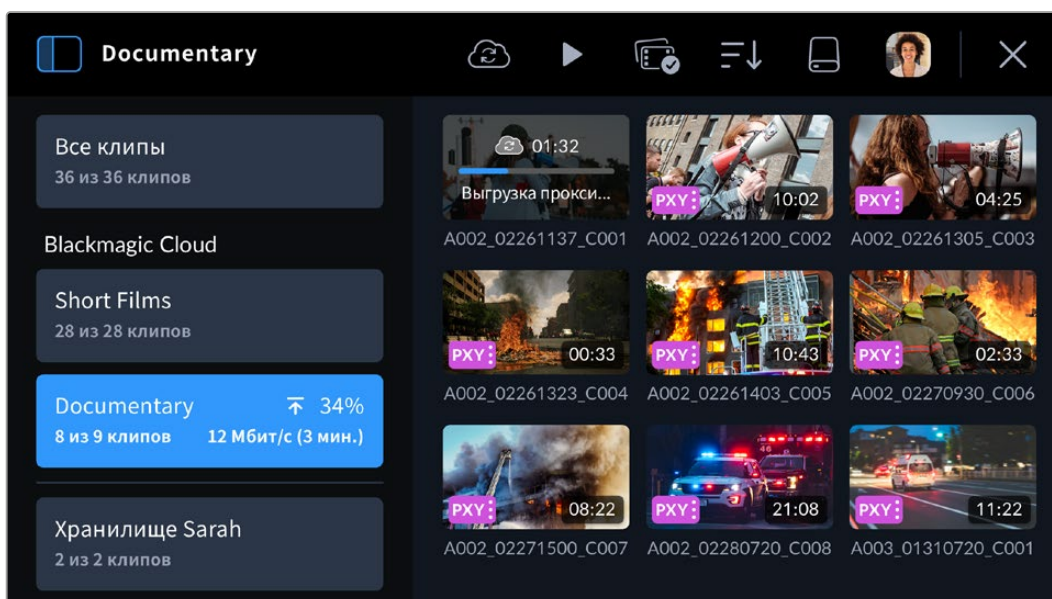 Documentary
Все клипы
36 из 36 клипов
Blackmagic Cloud
Short Films
28 из 28 клипов
Documentary 34%
8 из 9 клипов 12 Мбит/с (3 мин.)
Хранилище Sarah
2 из 2 клипов
01:32
Выгрузка прокси...
A002_02261137_C001
PXY 10:02
A002_02261200_C002
PXY 04:25
A002_02261305_C003
PXY 00:33
A002_02261323_C004
PXY 10:43
A002_02261403_C005
PXY 02:33
A002_02270930_C006
PXY 08:22
A002_02271500_C007
46
PXY 21:08
A002_02280720_C008
PXY 11:22
A003_01310720_C001